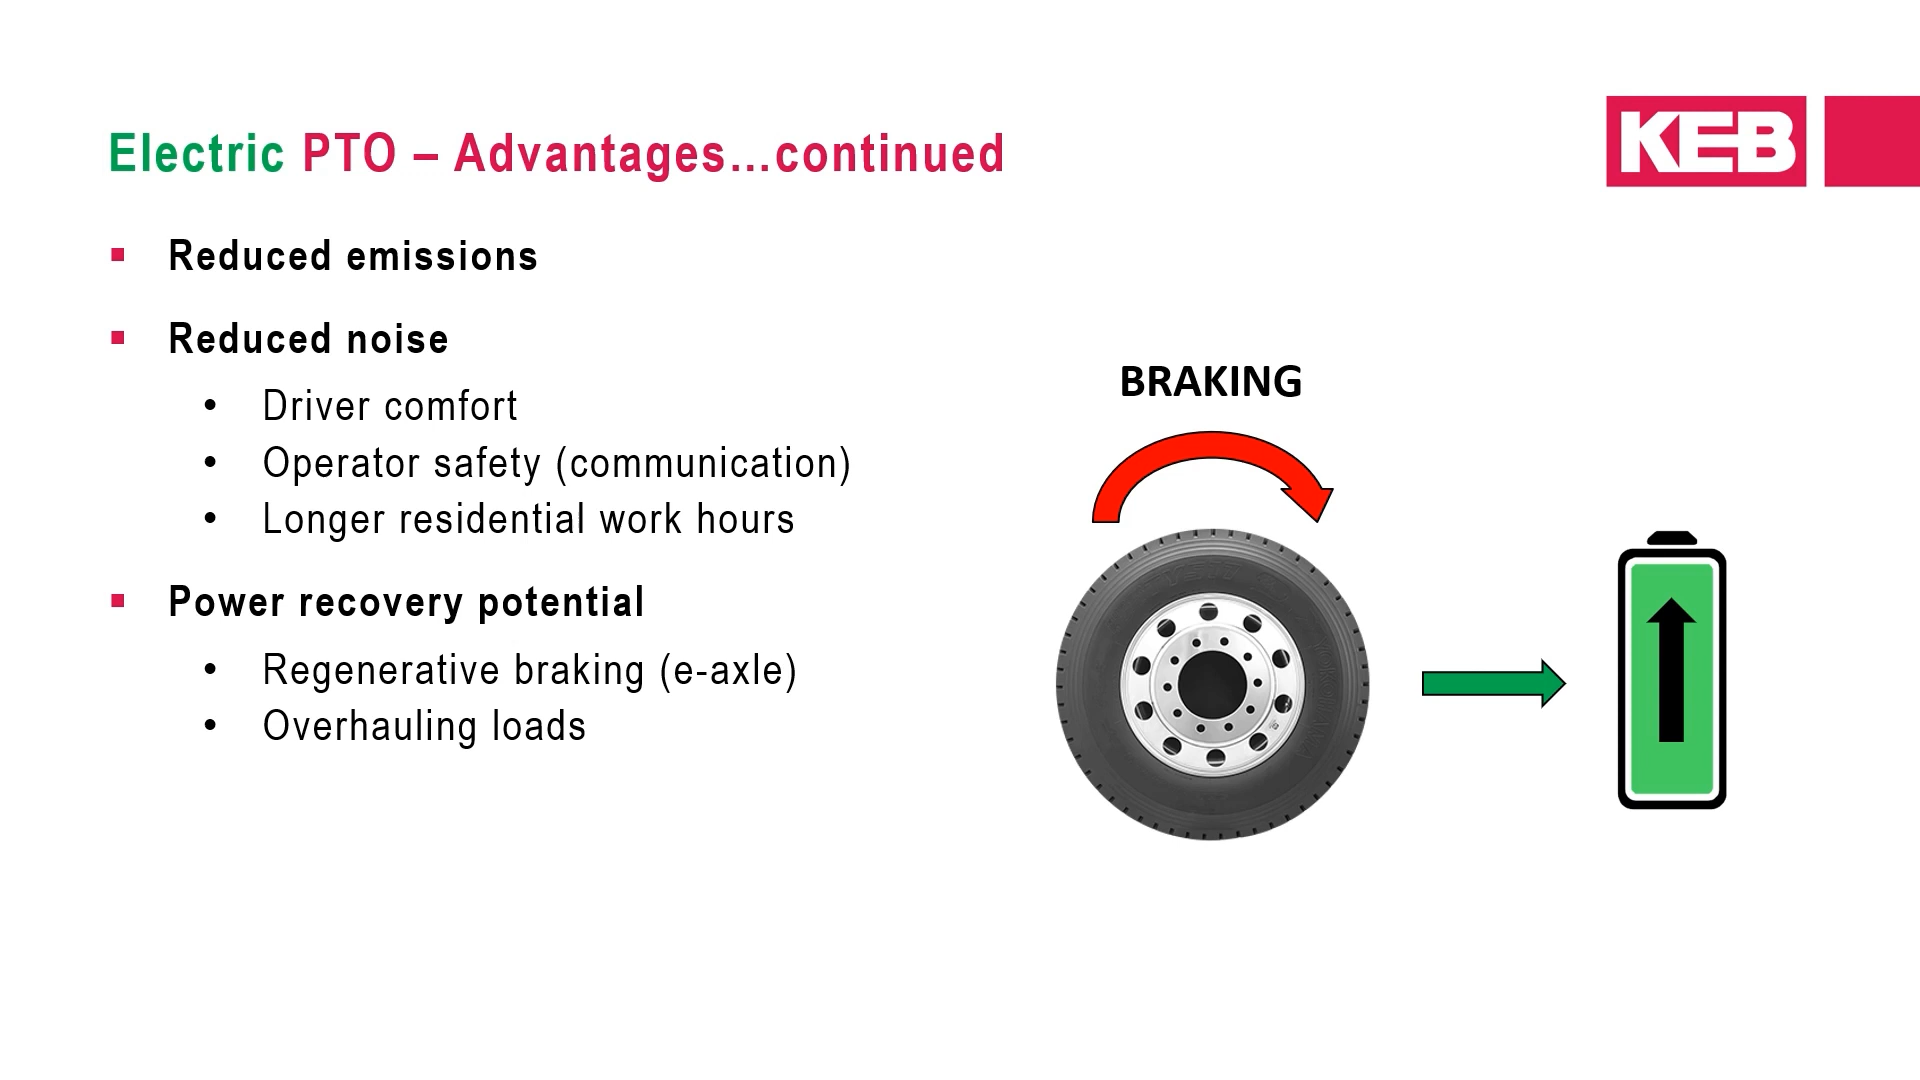 Electric PTO – Advantages...continued
KEB
Reduced emissions
Reduced noise
Driver comfort
Operator safety (communication)
Longer residential work hours
Power recovery potential
Regenerative braking (e-axle)
Overhauling loads
BRAKING